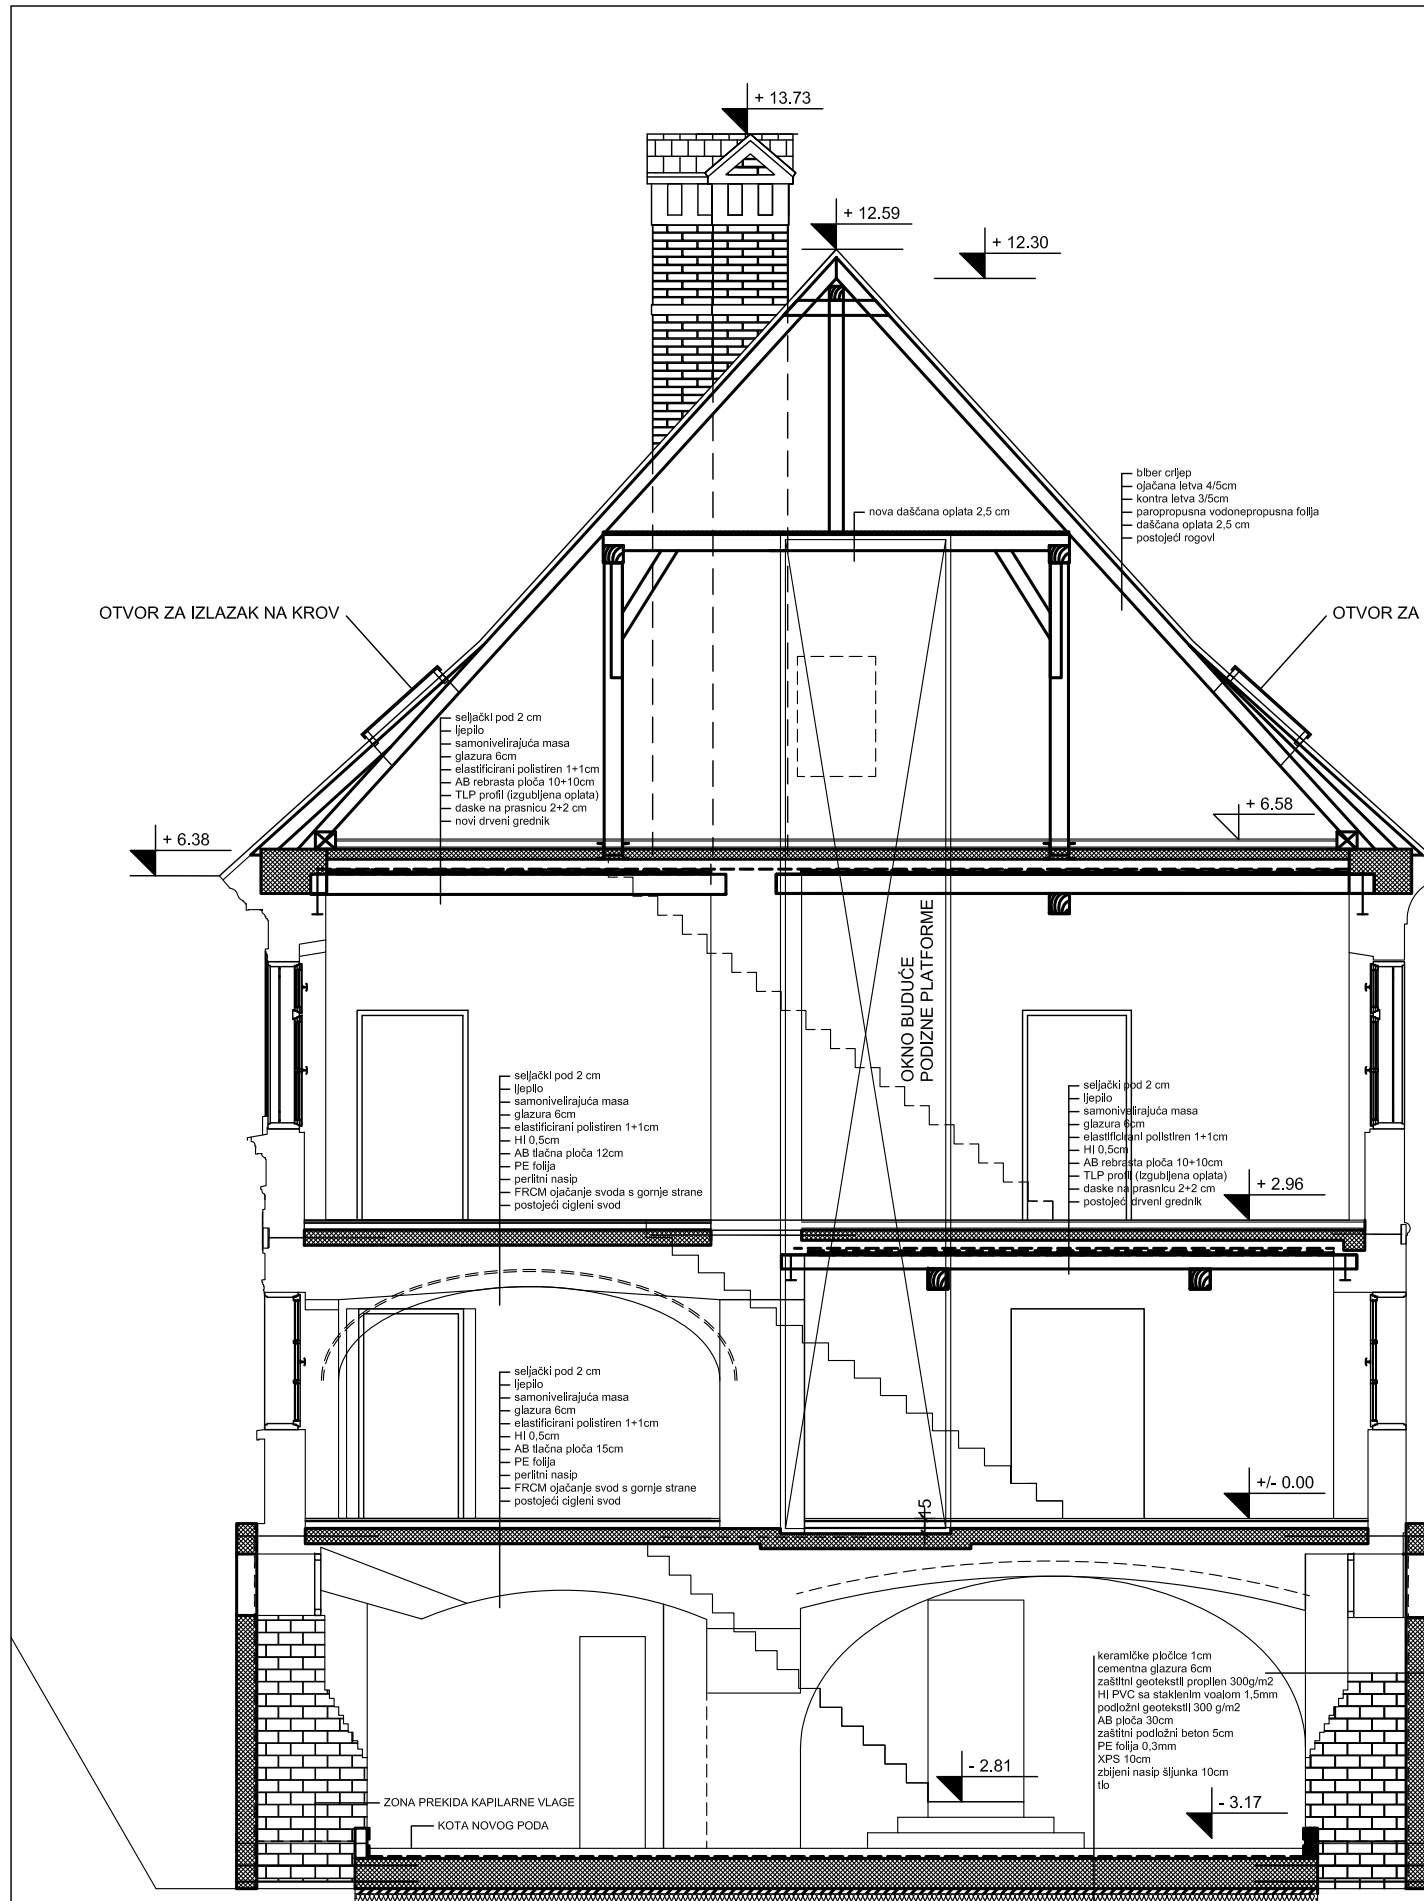 + 13.73
+ 12.59
+ 12.30
biber crijep
ojačana letva 4/5cm
kontra letva 3/5cm
paropropusna vodonepropusna folija
daščana oplata 2,5 cm
postojeći rogovi
nova daščana oplata 2,5 cm
OTVOR ZA IZLAZAK NA KROV
OTVOR ZA
seljački pod 2 cm
ljepilo
samonivelirajuća masa
glazura 6cm
elastificirani polistiren 1+1cm
AB rebrasta ploča 10+10cm
TLP profil (izgubljena oplata)
daske na prasnicu 2+2 cm
novi drveni grednik
+ 6.58
+ 6.38
OKNO BUDUĆE
PODIZNE PLATFORME
seljački pod 2 cm
ljepilo
samonivelirajuća masa
glazura 6cm
elastificirani polistiren 1+1cm
HI 0,5cm
AB tlačna ploča 12cm
PE folija
perlitni nasip
FRCM ojačanje svoda s gornje strane
postojeći cigleni svod
seljački pod 2 cm
ljepilo
samonivelirajuća masa
glazura 6cm
elastificirani polistiren 1+1cm
HI 0,5cm
AB rebrasta ploča 10+10cm
TLP profil (izgubljena oplata)
daske na prasnicu 2+2 cm
postojeći drveni grednik
+ 2.96
seljački pod 2 cm
ljepilo
samonivelirajuća masa
glazura 6cm
elastificirani polistiren 1+1cm
HI 0,5cm
AB tlačna ploča 15cm
PE folija
perlitni nasip
FRCM ojačanje svod s gornje strane
postojeći cigleni svod
+/- 0.00
15
keramičke pločice 1cm
cementna glazura 6cm
zaštitni geotekstil propilen 300g/m2
HI PVC sa staklenim voalom 1,5mm
podložni geotekstil 300 g/m2
AB ploča 30cm
zaštitni podložni beton 5cm
PE folija 0,3mm
XPS 10cm
zbijeni nasip šljunka 10cm
tlo
- 2.81
- 3.17
ZONA PREKIDA KAPILARNE VLAGE
KOTA NOVOG PODA